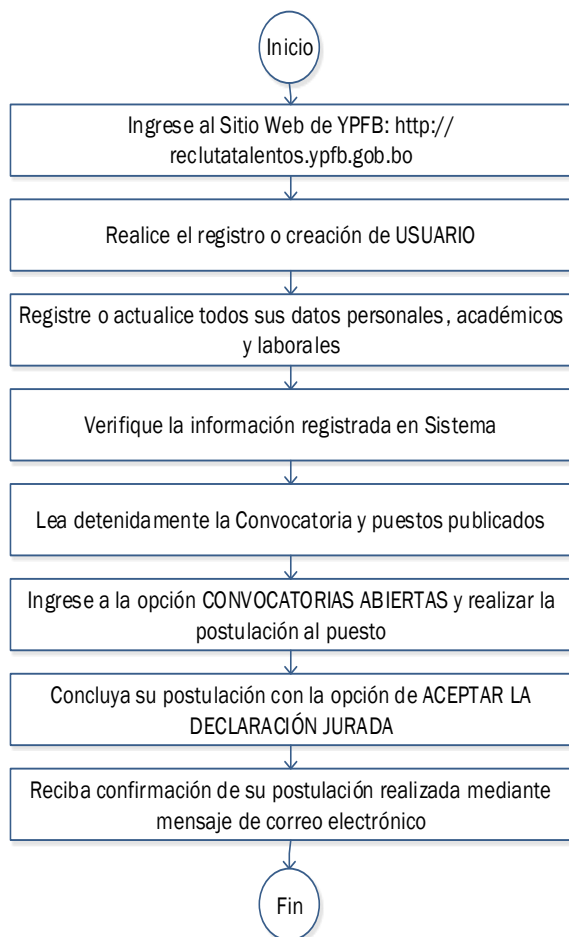 Inicio
Ingrese al Sitio Web de YPFB: http://
reclutatalentos.ypfb.gob.bo
Realice el registro o creación de USUARIO
Registre o actualice todos sus datos personales, académicos
y laborales
Verifique la información registrada en Sistema
Lea detenidamente la Convocatoria y puestos publicados
Ingrese a la opción CONVOCATORIAS ABIERTAS y realizar la
postulación al puesto
Concluya su postulación con la opción de ACEPTAR LA
DECLARACIÓN JURADA
Reciba confirmación de su postulación realizada mediante
mensaje de correo electrónico
Fin